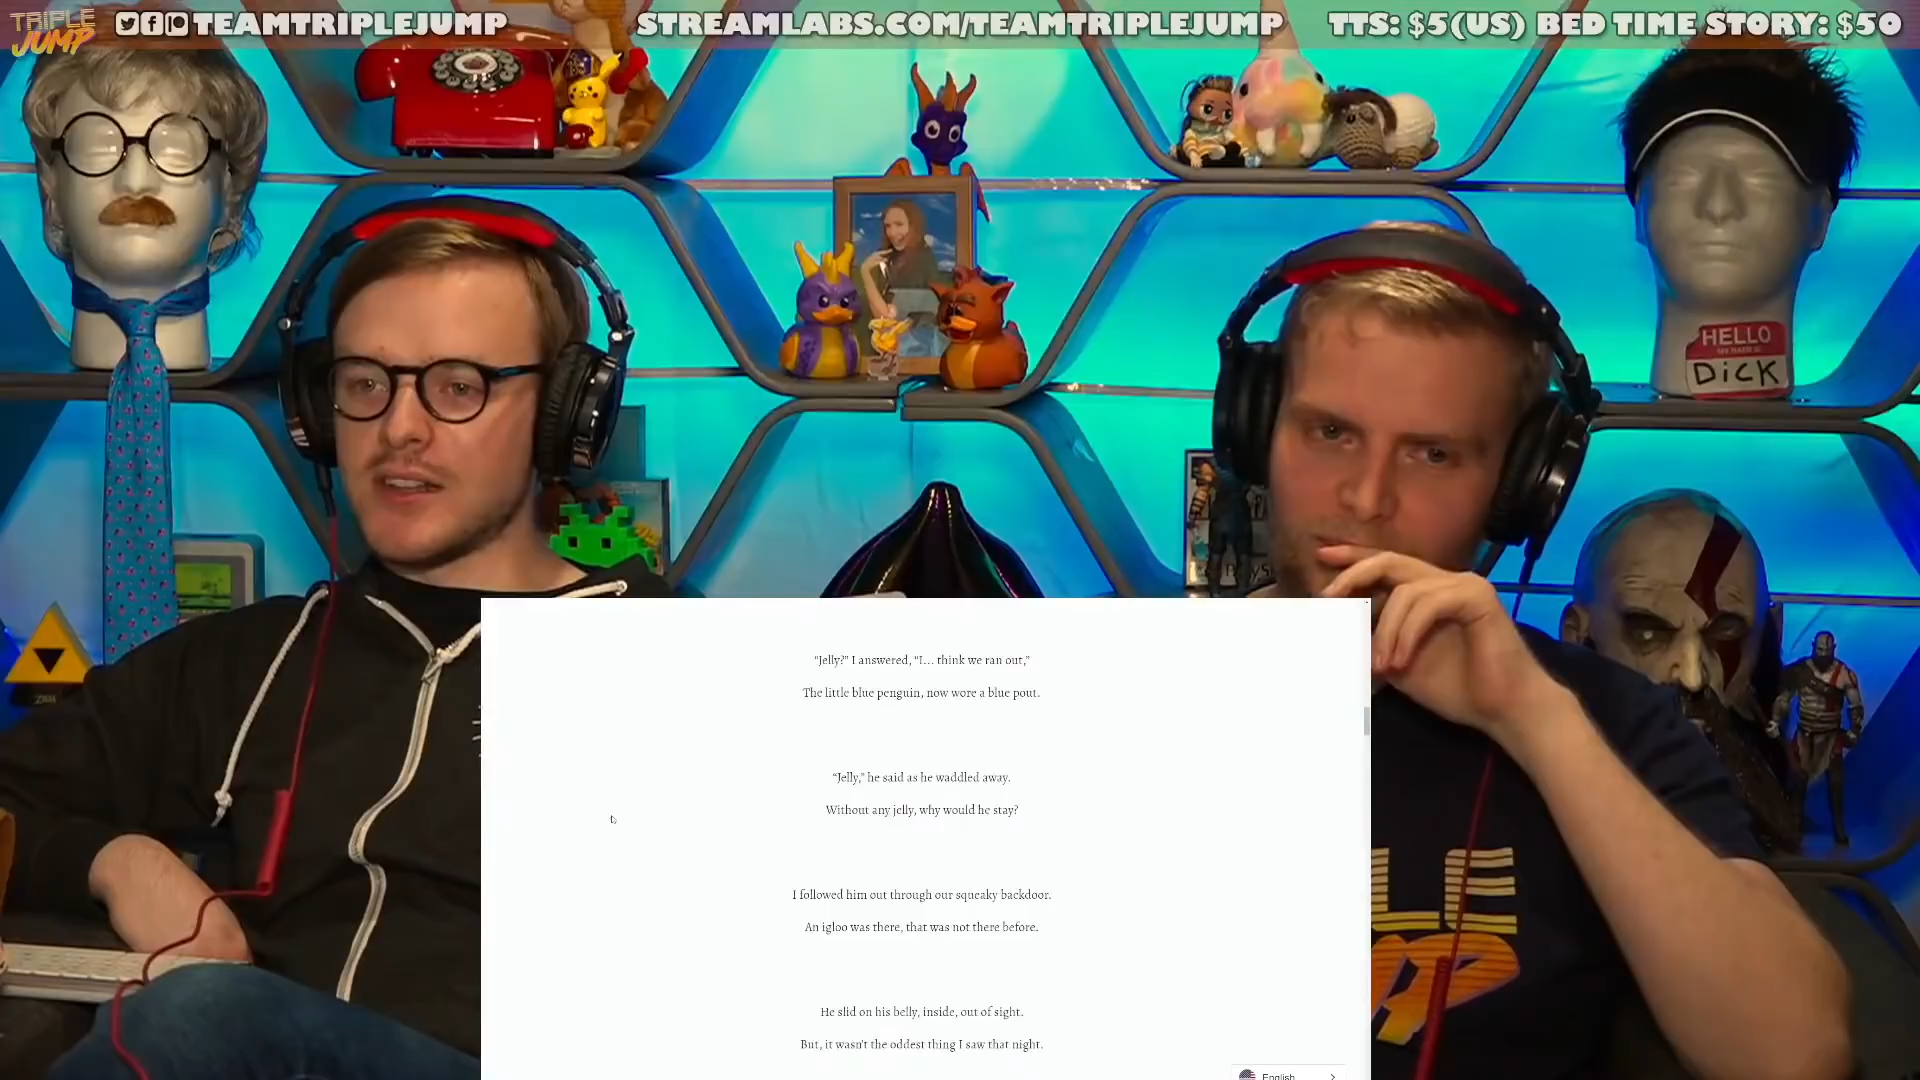 TRIPLE
JUMP
TEAMTRIPLEJUMP
STREAMLABS.COM/TEAMTRIPLEJUMP
TTS: $5(US) BED TIME STORY: $50
HELLO
MY NAME IS
DiCK
“Jelly?” I answered, “I... think we ran out,”
The little blue penguin, now wore a blue pout.
“Jelly,” he said as he waddled away.
Without any jelly, why would he stay?
I followed him out through our squeaky backdoor.
An igloo was there, that was not there before.
He slid on his belly, inside, out of sight.
But, it wasn't the oddest thing I saw that night.
English
LE